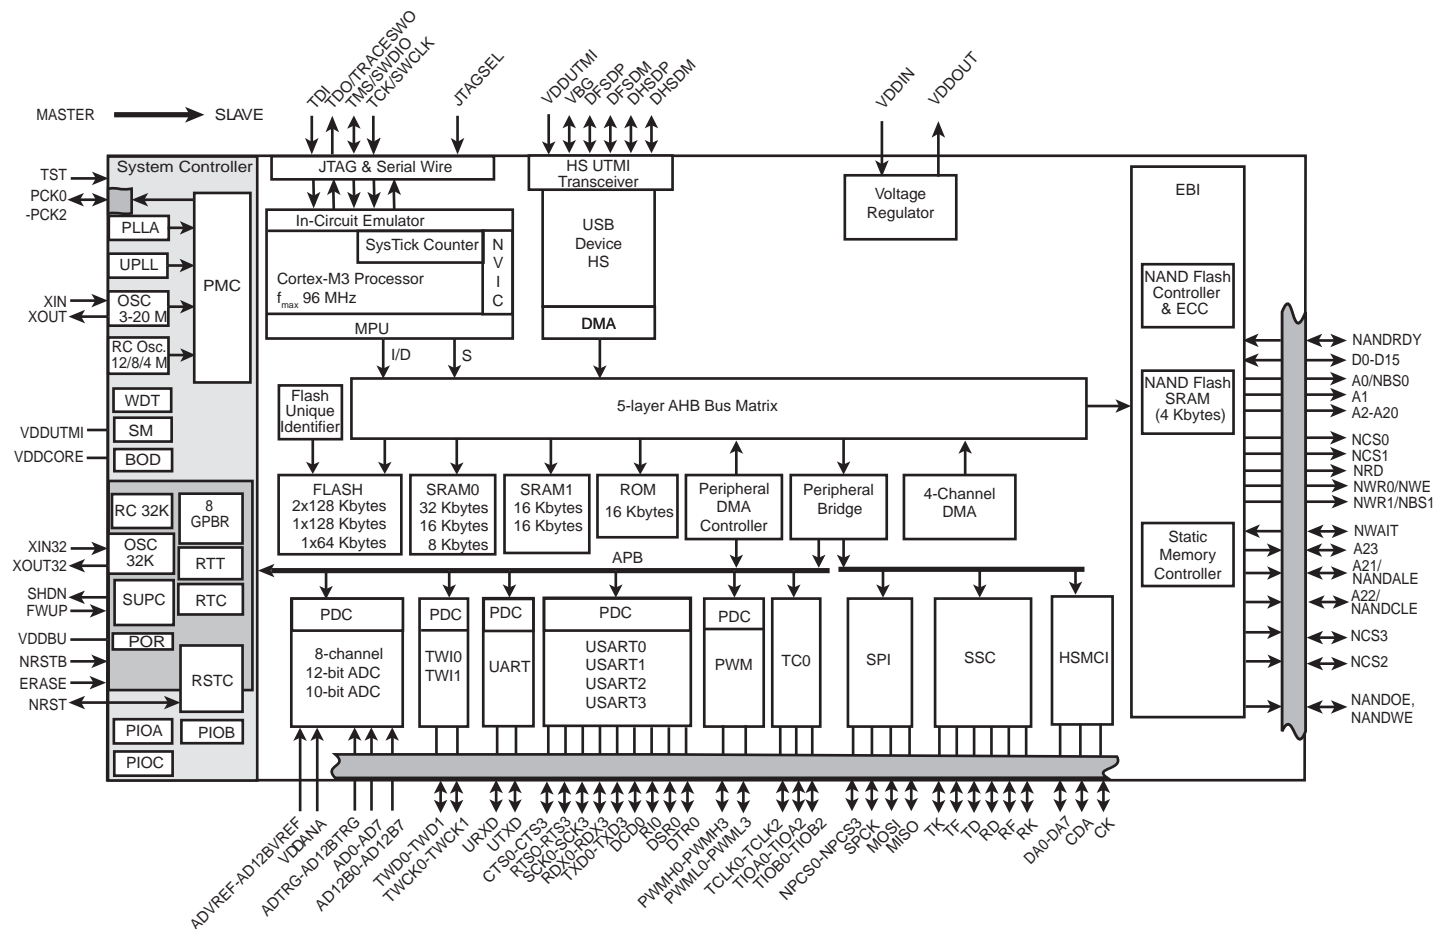 TDI
TDO/TRACESWO
TMS/SWDIO
TCK/SWCLK
JTAGSEL
VDDUTMI
VBG
DFSDP
DFSDM
DHSDP
DHSDM
VDDIN
VDDOUT
MASTER
SLAVE
System Controller
TST
PCK0
-PCK2
PLLA
UPLL
XIN
XOUT
OSC
3-20 M
RC Osc.
12/8/4 M
PMC
WDT
VDDUTMI
SM
VDDCORE
BOD
RC 32K
8
GPBR
XIN32
XOUT32
OSC
32K
RTT
SHDN
FWUP
SUPC
RTC
VDDBU
POR
NRSTB
ERASE
NRST
RSTC
PIOA
PIOB
PIOC
JTAG & Serial Wire
In-Circuit Emulator
SysTick Counter
N
V
I
C
Cortex-M3 Processor
fmax 96 MHz
MPU
I/D
S
HS UTMI
Transceiver
USB
Device
HS
DMA
Voltage
Regulator
Flash
Unique
Identifier
5-layer AHB Bus Matrix
FLASH
2x128 Kbytes
1x128 Kbytes
1x64 Kbytes
SRAM0
32 Kbytes
16 Kbytes
8 Kbytes
SRAM1
16 Kbytes
16 Kbytes
ROM
16 Kbytes
Peripheral
DMA
Controller
Peripheral
Bridge
4-Channel
DMA
APB
PDC
8-channel
12-bit ADC
10-bit ADC
PDC
TWI0
TWI1
PDC
UART
PDC
USART0
USART1
USART2
USART3
PDC
PWM
TC0
SPI
SSC
HSMCI
EBI
NAND Flash
Controller
& ECC
NAND Flash
SRAM
(4 Kbytes)
Static
Memory
Controller
NANDRDY
D0-D15
A0/NBS0
A1
A2-A20
NCS0
NCS1
NRD
NWR0/NWE
NWR1/NBS1
NWAIT
A23
A21/
NANDALE
A22/
NANDCLE
NCS3
NCS2
NANDOE,
NANDWE
ADVREF-AD12BVREF
VDDANA
ADTRG-AD12BTRG
AD0-AD7
AD12B0-AD12B7
TWD0-TWD1
TWCK0-TWCK1
URXD
UTXD
CTS0-CTS3
RTS0-RTS3
SCK0-SCK3
RDX0-RDX3
TXD0-TXD3
DCD0
RI0
DSR0
DTR0
PWMH0-PWMH3
PWML0-PWML3
TCLK0-TCLK2
TIOA0-TIOA2
TIOB0-TIOB2
NPCS0-NPCS3
SPCK
MOSI
MISO
TK
TF
TD
RD
RF
RK
DA0-DA7
CDA
CK